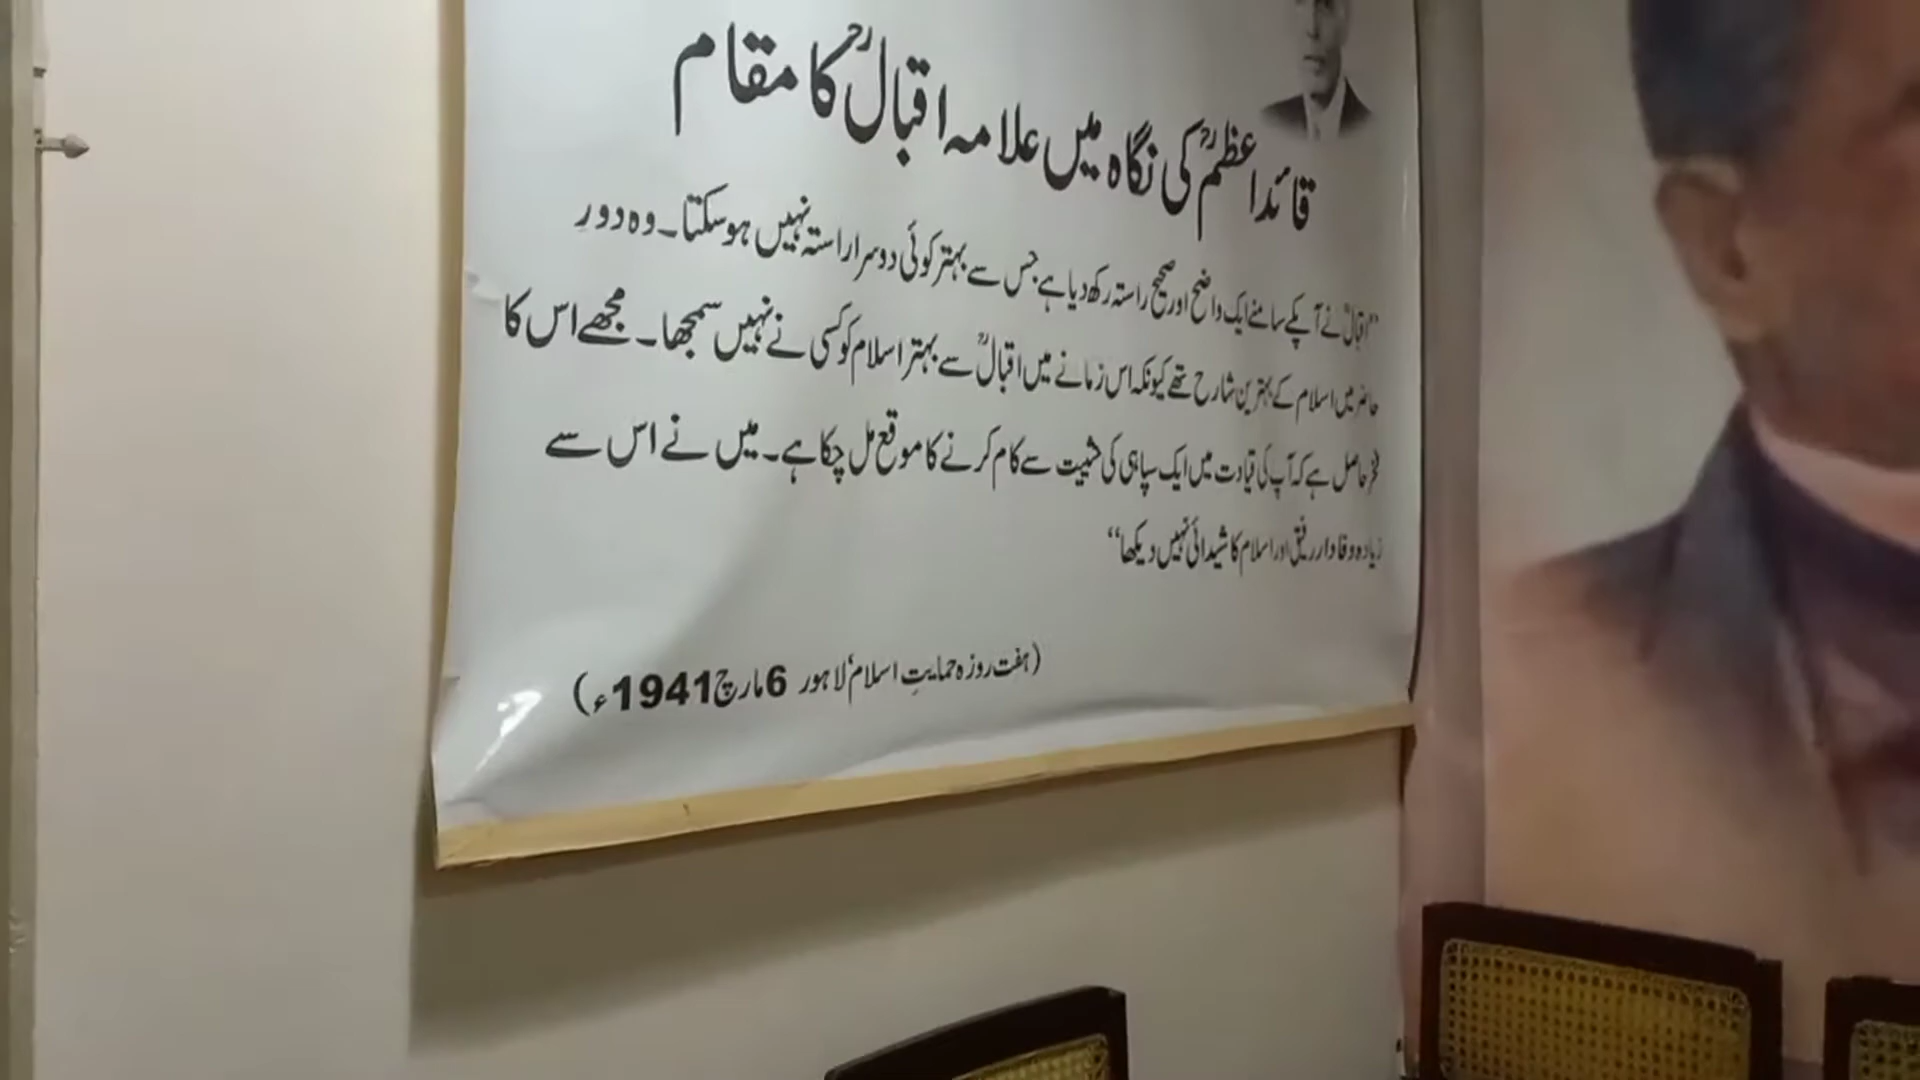 قائداعظمؒ کی نگاہ میں علامہ اقبالؒ کا مقام
”اقبالؒ نے آپکے سامنے ایک واضح اور صحیح راستہ رکھ دیا ہے جس سے بہتر کوئی دوسرا راستہ نہیں ہوسکتا۔ وہ دورِ
حاضر میں اسلام کے بہترین شارح تھے کیونکہ اس زمانے میں اقبالؒ سے بہتر اسلام کو کسی نے نہیں سمجھا۔ مجھے اس کا
فخر حاصل ہے کہ آپ کی قیادت میں ایک سپاہی کی حثییت سے کام کرنے کا موقع مل چکا ہے۔ میں نے اس سے
زیادہ وفادار رفیق اور اسلام کا شیدائی نہیں دیکھا“
(ہفت روزہ حمایتِ اسلام، لاہور 6 مارچ 1941ء)